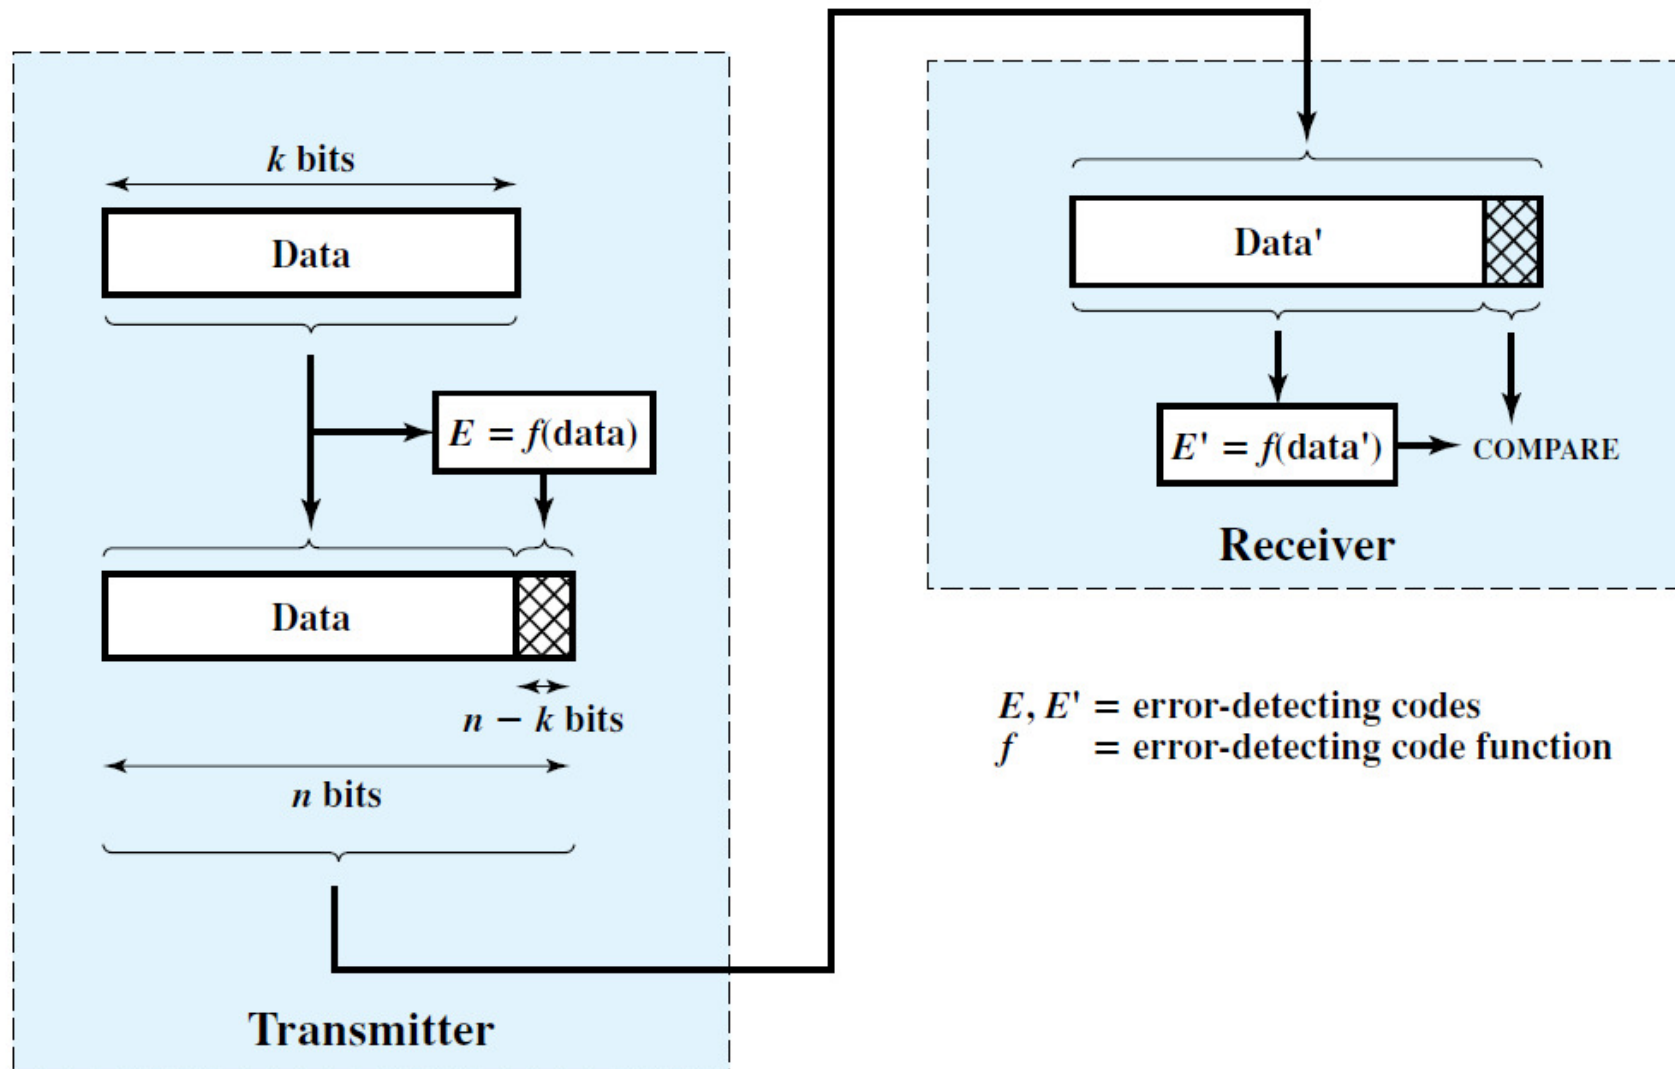 k bits
Data
E = f(data)
Data
n − k bits
n bits
Transmitter
Data'
E' = f(data')
COMPARE
Receiver
E, E' = error-detecting codes
f = error-detecting code function